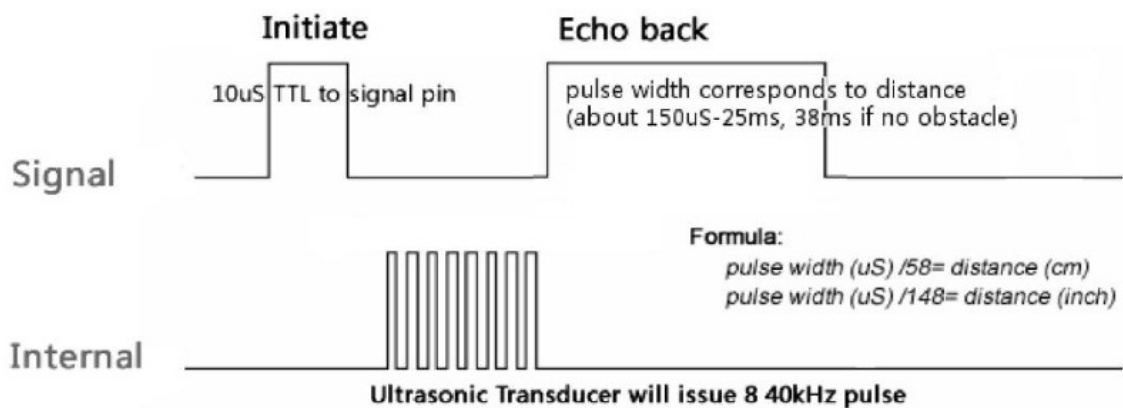 Initiate
Echo back
10uS TTL to signal pin
pulse width corresponds to distance
(about 150uS-25ms, 38ms if no obstacle)
Signal
Formula:
pulse width (uS) /58= distance (cm)
pulse width (uS) /148= distance (inch)
Internal
Ultrasonic Transducer will issue 8 40kHz pulse